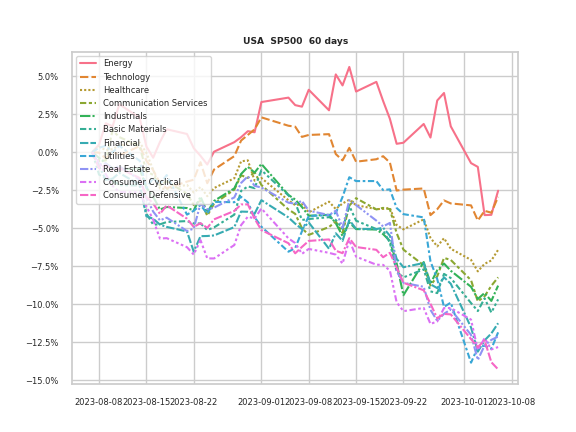 USA SP500 60 days
5.0%
2.5%
0.0%
−2.5%
−5.0%
−7.5%
−10.0%
−12.5%
−15.0%
Energy
Technology
Healthcare
Communication Services
Industrials
Basic Materials
Financial
Utilities
Real Estate
Consumer Cyclical
Consumer Defensive
2023-08-08 2023-08-15 2023-08-22 2023-09-01 2023-09-08 2023-09-15 2023-09-22 2023-10-01 2023-10-08